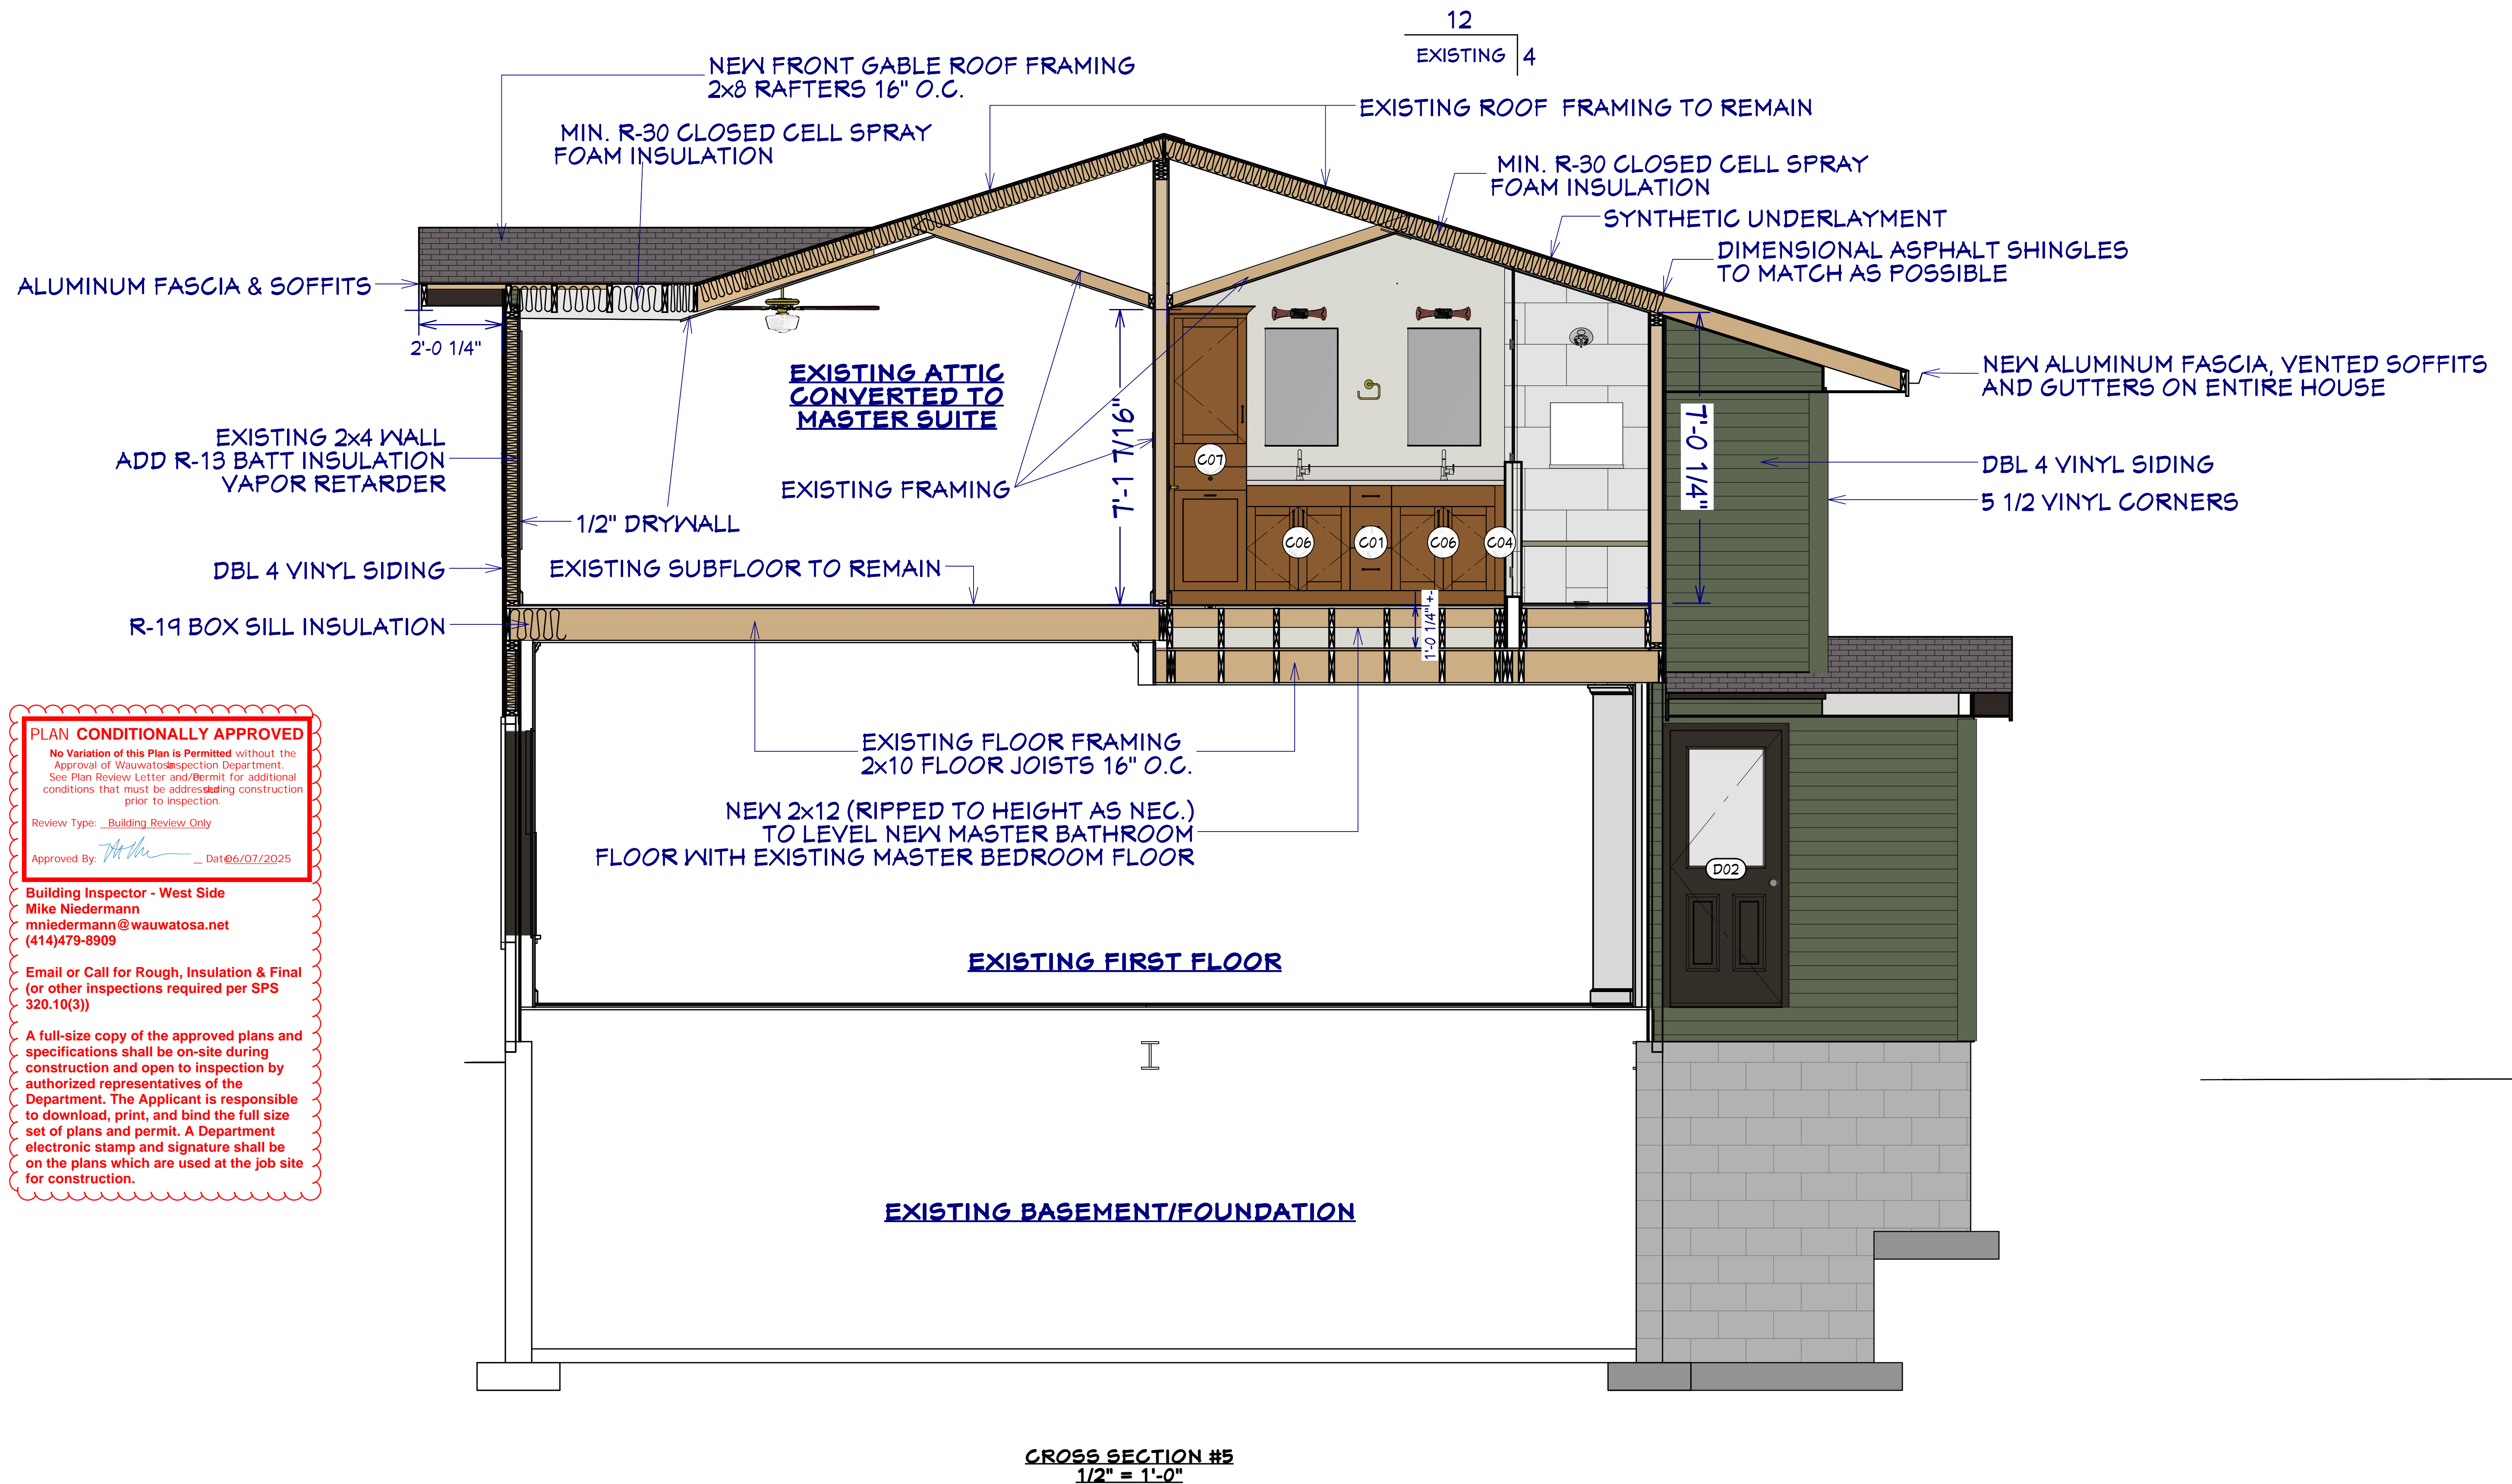 12
EXISTING 4
NEW FRONT GABLE ROOF FRAMING
2x8 RAFTERS 16" O.C.
EXISTING ROOF FRAMING TO REMAIN
MIN. R-30 CLOSED CELL SPRAY
FOAM INSULATION
MIN. R-30 CLOSED CELL SPRAY
FOAM INSULATION
SYNTHETIC UNDERLAYMENT
DIMENSIONAL ASPHALT SHINGLES
TO MATCH AS POSSIBLE
ALUMINUM FASCIA & SOFFITS
2'-0 1/4"
NEW ALUMINUM FASCIA, VENTED SOFFITS
AND GUTTERS ON ENTIRE HOUSE
EXISTING ATTIC
CONVERTED TO
MASTER SUITE
7'-1 7/16"
7'-0 1/4"
EXISTING 2x4 WALL
ADD R-13 BATT INSULATION
VAPOR RETARDER
C07
DBL 4 VINYL SIDING
EXISTING FRAMING
5 1/2 VINYL CORNERS
1/2" DRYWALL
C06
C01
C06
C04
DBL 4 VINYL SIDING
EXISTING SUBFLOOR TO REMAIN
R-19 BOX SILL INSULATION
1'-0 1/4" +-
EXISTING FLOOR FRAMING
2x10 FLOOR JOISTS 16" O.C.
NEW 2x12 (RIPPED TO HEIGHT AS NEC.)
TO LEVEL NEW MASTER BATHROOM
FLOOR WITH EXISTING MASTER BEDROOM FLOOR
D02
EXISTING FIRST FLOOR
EXISTING BASEMENT/FOUNDATION
PLAN CONDITIONALLY APPROVED
No Variation of this Plan is Permitted without the
Approval of Wauwatosa Inspection Department.
See Plan Review Letter and/or Permit for additional
conditions that must be addressed during construction
prior to inspection.
Review Type: Building Review Only
Approved By: Date 06/07/2025
Building Inspector - West Side
Mike Niedermann
mniedermann@wauwatosa.net
(414)479-8909
Email or Call for Rough, Insulation & Final
(or other inspections required per SPS
320.10(3))
A full-size copy of the approved plans and
specifications shall be on-site during
construction and open to inspection by
authorized representatives of the
Department. The Applicant is responsible
to download, print, and bind the full size
set of plans and permit. A Department
electronic stamp and signature shall be
on the plans which are used at the job site
for construction.
CROSS SECTION #5
1/2" = 1'-0"